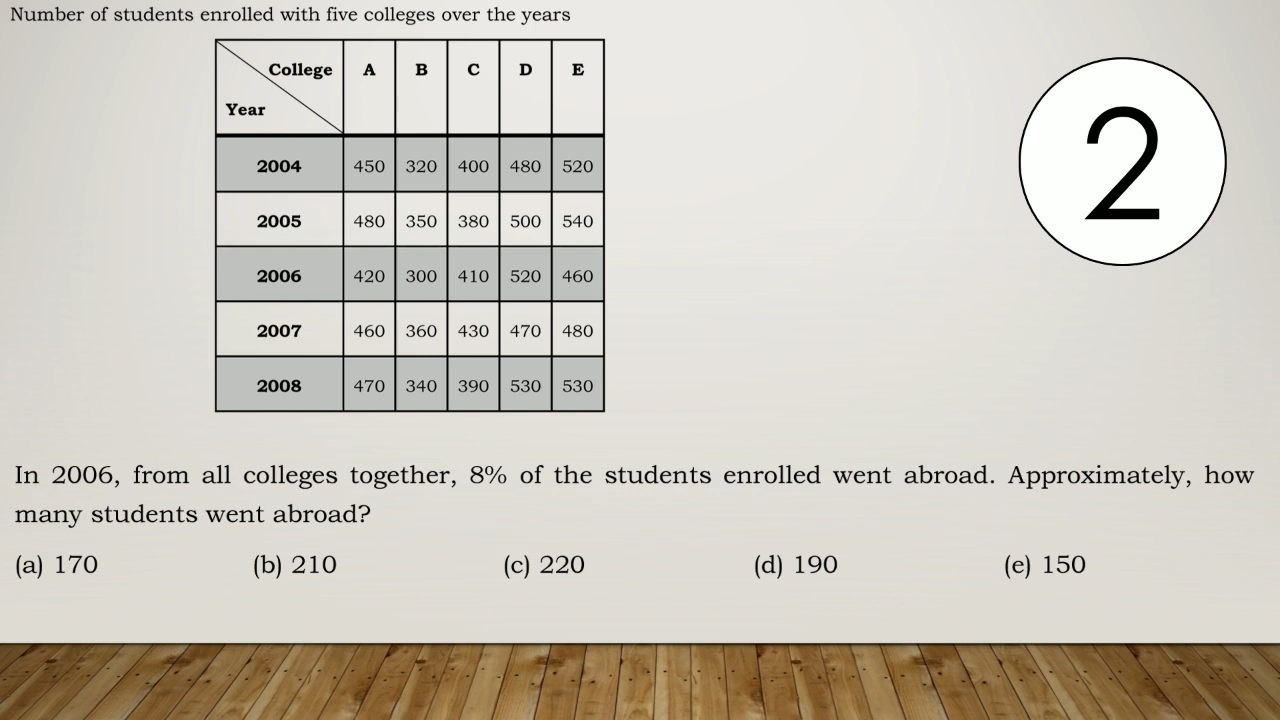 Number of students enrolled with five colleges over the years
College A B C D E
Year
2004 450 320 400 480 520
2005 480 350 380 500 540
2006 420 300 410 520 460
2007 460 360 430 470 480
2008 470 340 390 530 530
2
In 2006, from all colleges together, 8% of the students enrolled went abroad. Approximately, how
many students went abroad?
(a) 170 (b) 210 (c) 220 (d) 190 (e) 150